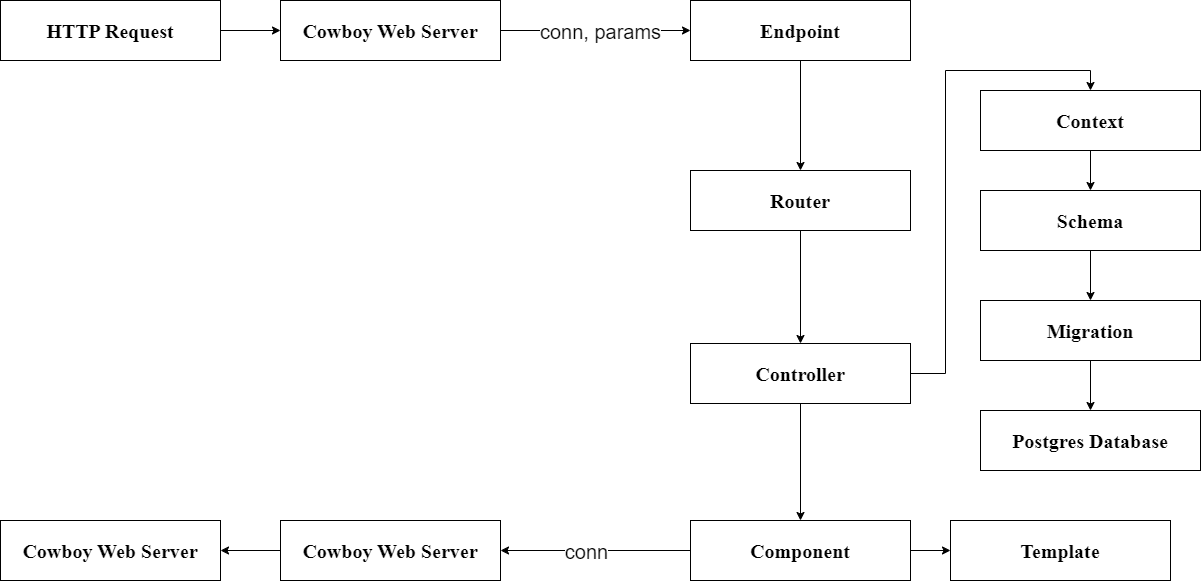 HTTP Request
Cowboy Web Server
conn, params
Endpoint
Context
Router
Schema
Migration
Controller
Postgres Database
Cowboy Web Server
Cowboy Web Server
conn
Component
Template